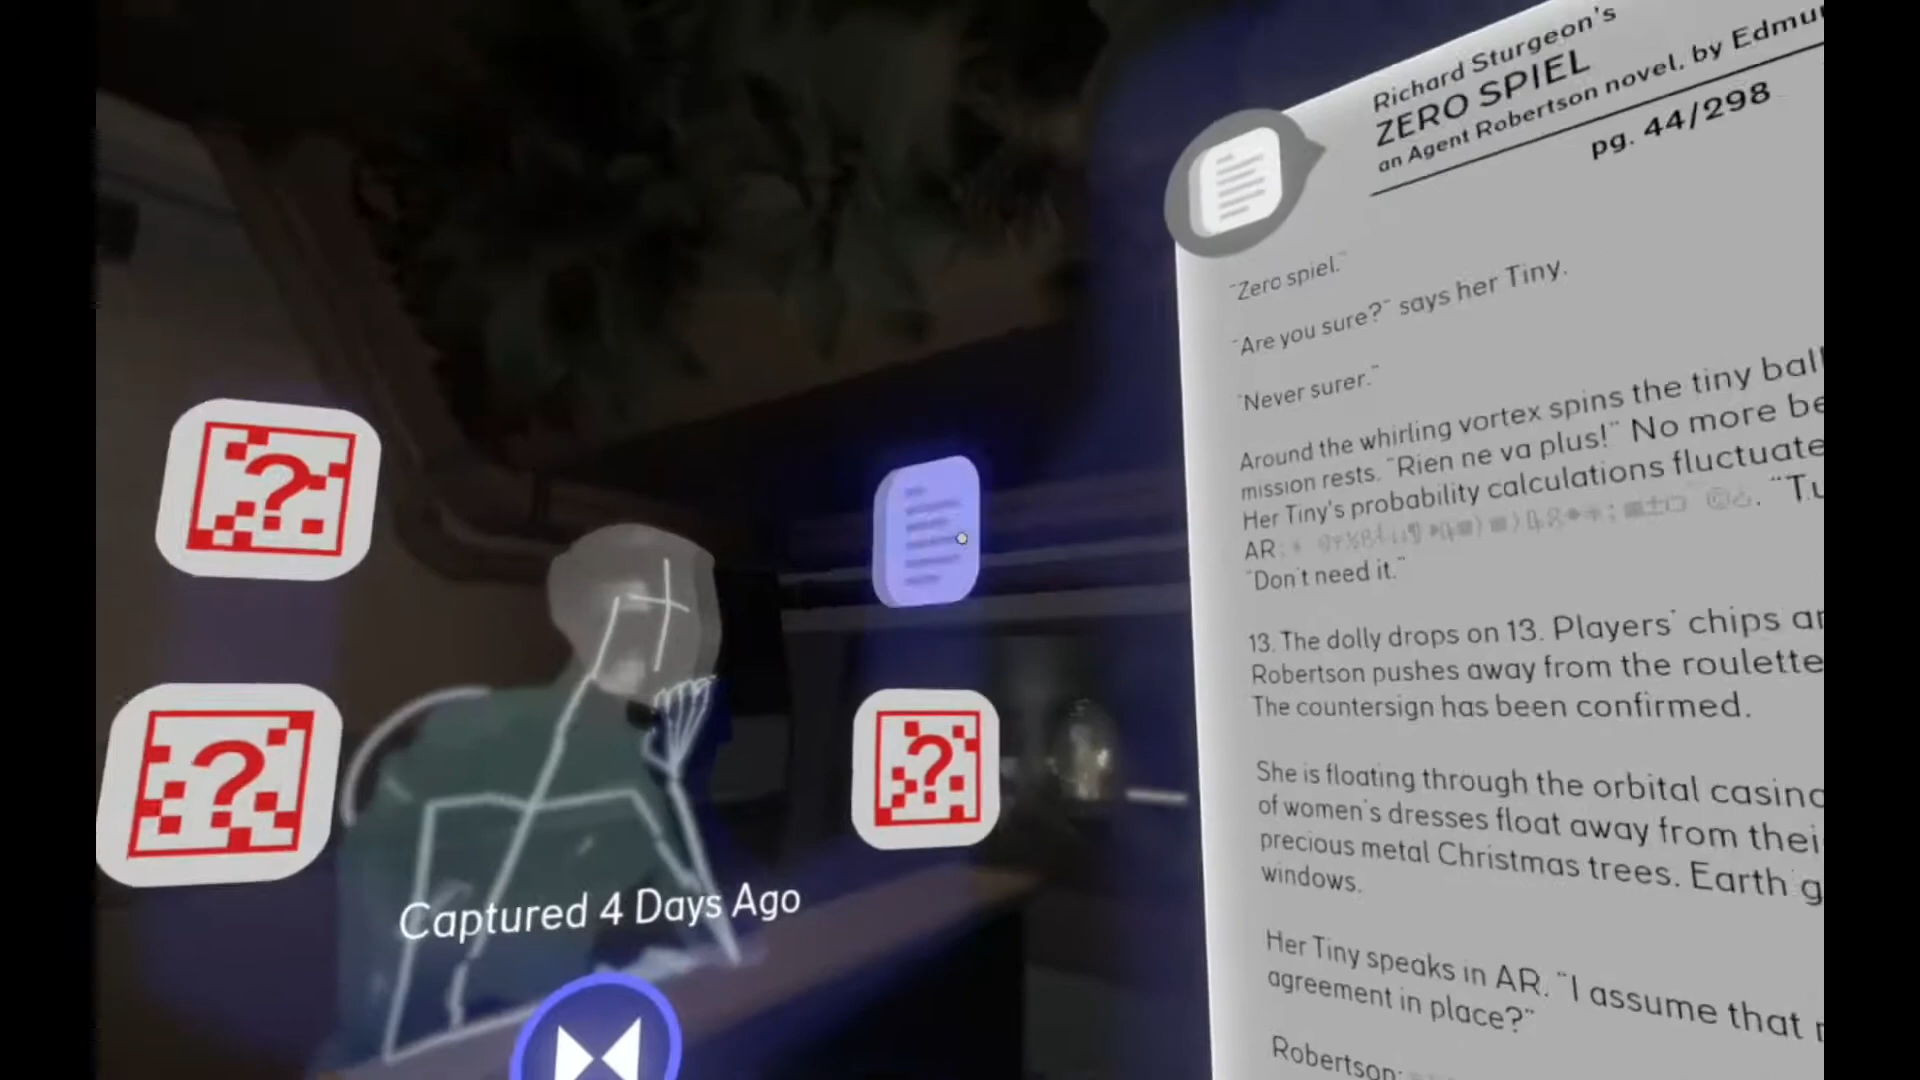 Richard Sturgeon's
ZERO SPIEL
an Agent Robertson novel, by
pg. 44/298
"Zero spiel."
"Are you sure?" says her Tiny.
"Never surer."
Around the whirling vortex spins the tiny
mission rests. "Rien ne va plus!" No more
Her Tiny's probability calculations
AR:
"Don't need it."
13. The dolly drops on 13. Players' chips
Robertson pushes away from the roulette
The countersign has been confirmed.
She is floating through the orbital
of women's dresses float away from
precious metal Christmas trees. Earth
windows.
Her Tiny speaks in AR. "I assume that
agreement in place?"
Robertson:
?
?
?
Captured 4 Days Ago